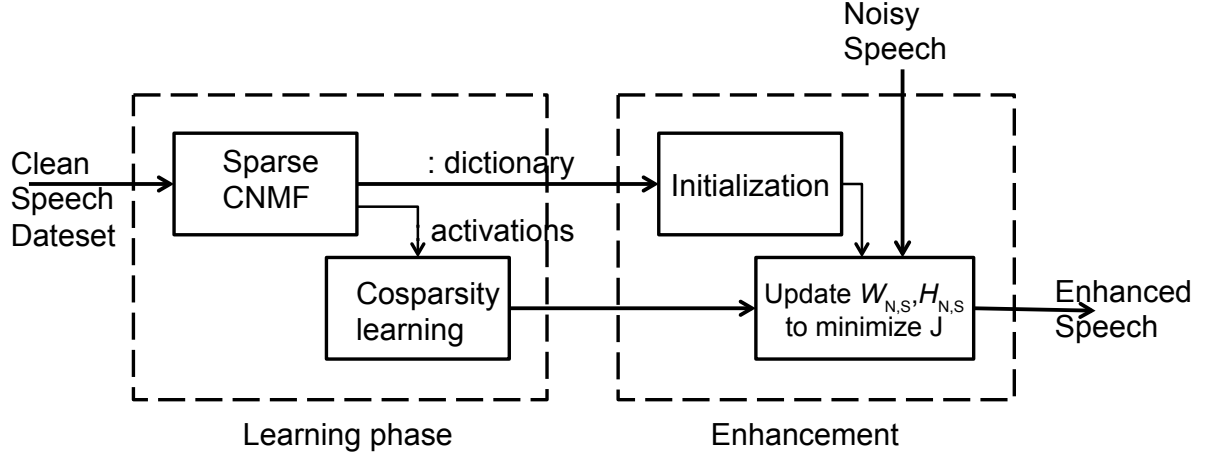 Noisy
Speech
Clean
Speech
Dateset
Sparse
CNMF
: dictionary
: activations
Initialization
Cosparsity
learning
Update W_N,S,H_N,S
to minimize J
Enhanced
Speech
Learning phase
Enhancement